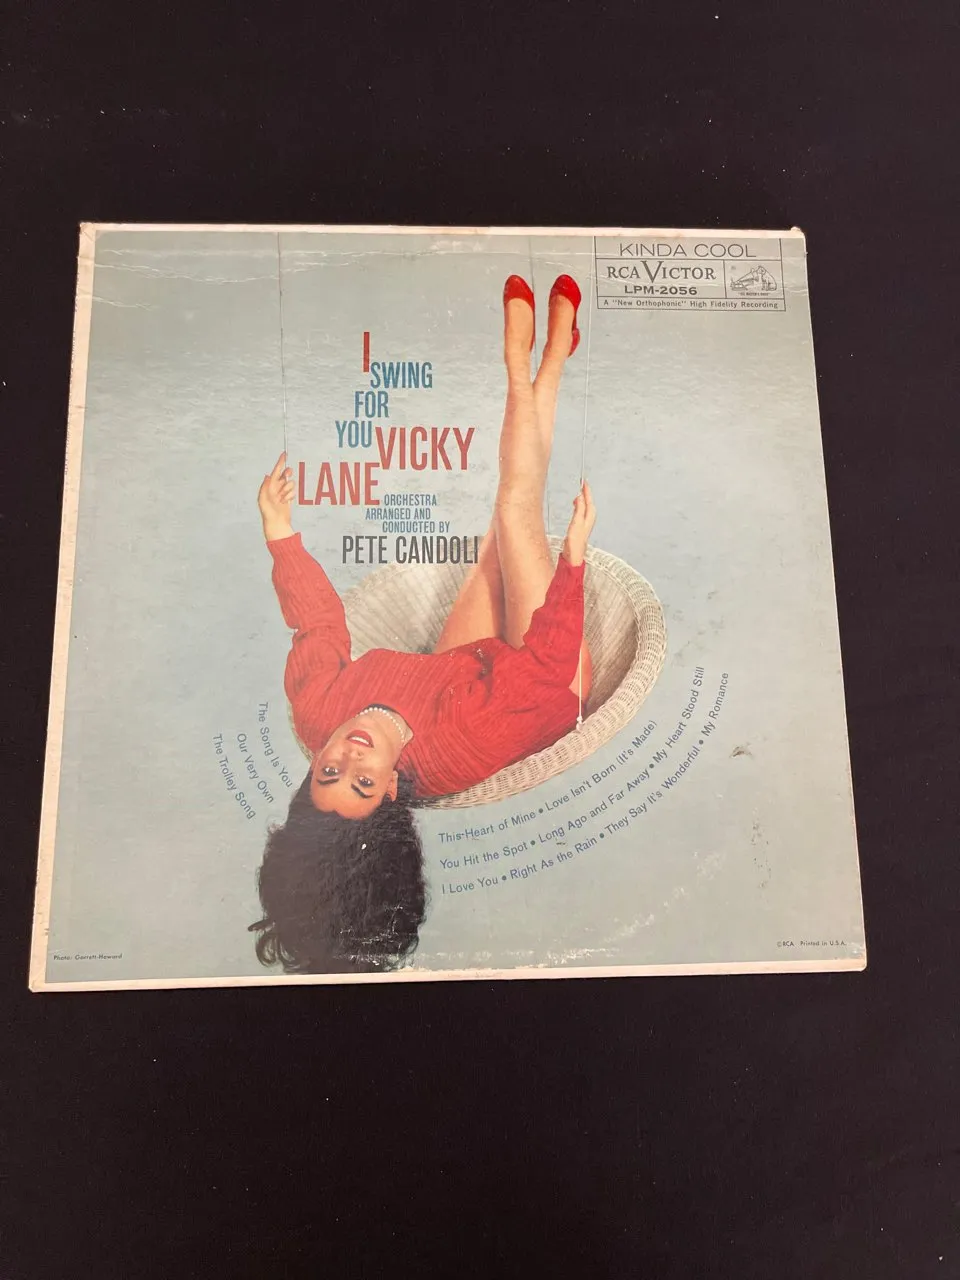 KINDA COOL
RCA VICTOR
LPM-2056
A "New Orthophonic" High Fidelity Recording
I
SWING
FOR
YOU VICKY
LANE
ORCHESTRA
ARRANGED AND
CONDUCTED BY
PETE CANDOLI
The Song Is You
Our Very Own
The Trolley Song
This Heart of Mine • Love Isn't Born (It's Made)
You Hit the Spot • Long Ago and Far Away • My Heart Stood Still
I Love You • Right As the Rain • They Say It's Wonderful • My Romance
Photo: Garrett-Howard
©RCA Printed in U.S.A.